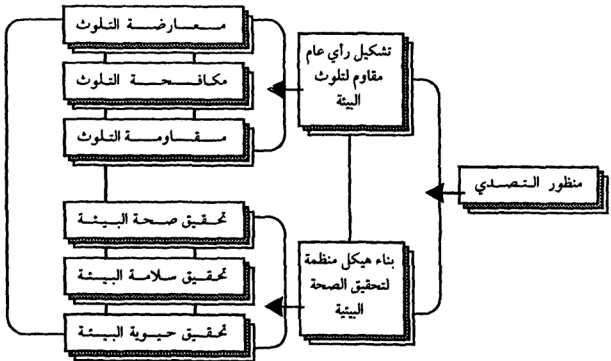 منظور التصدي
تشكيل رأي عام
مقاوم لتلوث
البيئة
معارضة التلوث
مكافحة التلوث
مقاومة التلوث
بناء هيكل منظمة
لتحقيق الصحة
البيئية
تحقيق صحة البيئة
تحقيق سلامة البيئة
تحقيق حيوية البيئة